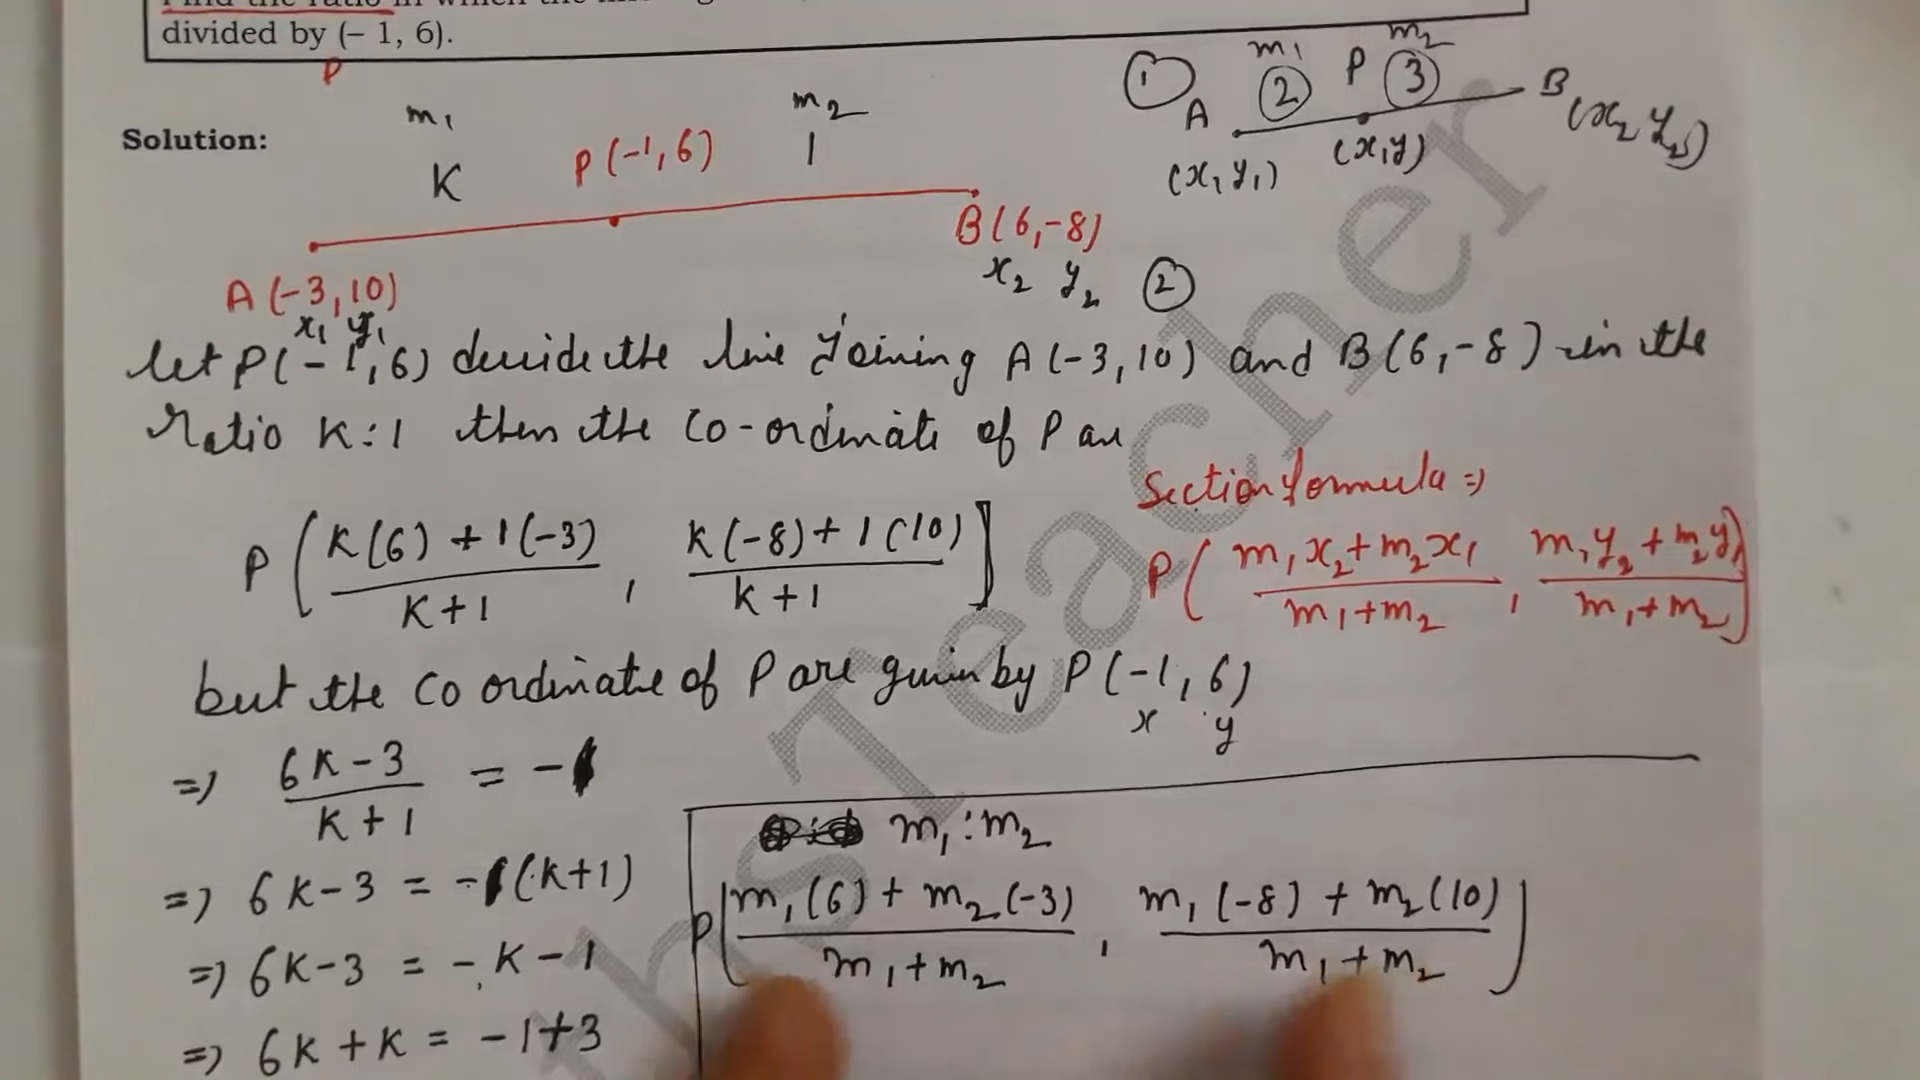 divided by (– 1, 6).
P
m₁ m₂
Solution:
K P(-1,6) 1
A(-3,10) B(6,-8)
x₁ y₁ x₂ y₂ ②
① m₁ m₂
A ② P ③ B
(x₁ y₁) (x,y) (x₂ y₂)
let P(-1,6) devide the line Joining A(-3,10) and B(6,-8) in the
Ratio K:1 then the Co-ordinate of P are
Section formula ⇒
P((K(6)+1(-3))/(K+1), (K(-8)+1(10))/(K+1)]
P((m₁x₂+m₂x₁)/(m₁+m₂), (m₁y₂+m₂y₁)/(m₁+m₂))
but the Co ordinate of P are given by P(-1,6)
x y
⇒ (6K-3)/(K+1) = -1
⇒ 6K-3 = -1(K+1)
⇒ 6K-3 = -K-1
⇒ 6K+K = -1+3
m₁:m₂
P((m₁(6)+m₂(-3))/(m₁+m₂), (m₁(-8)+m₂(10))/(m₁+m₂))